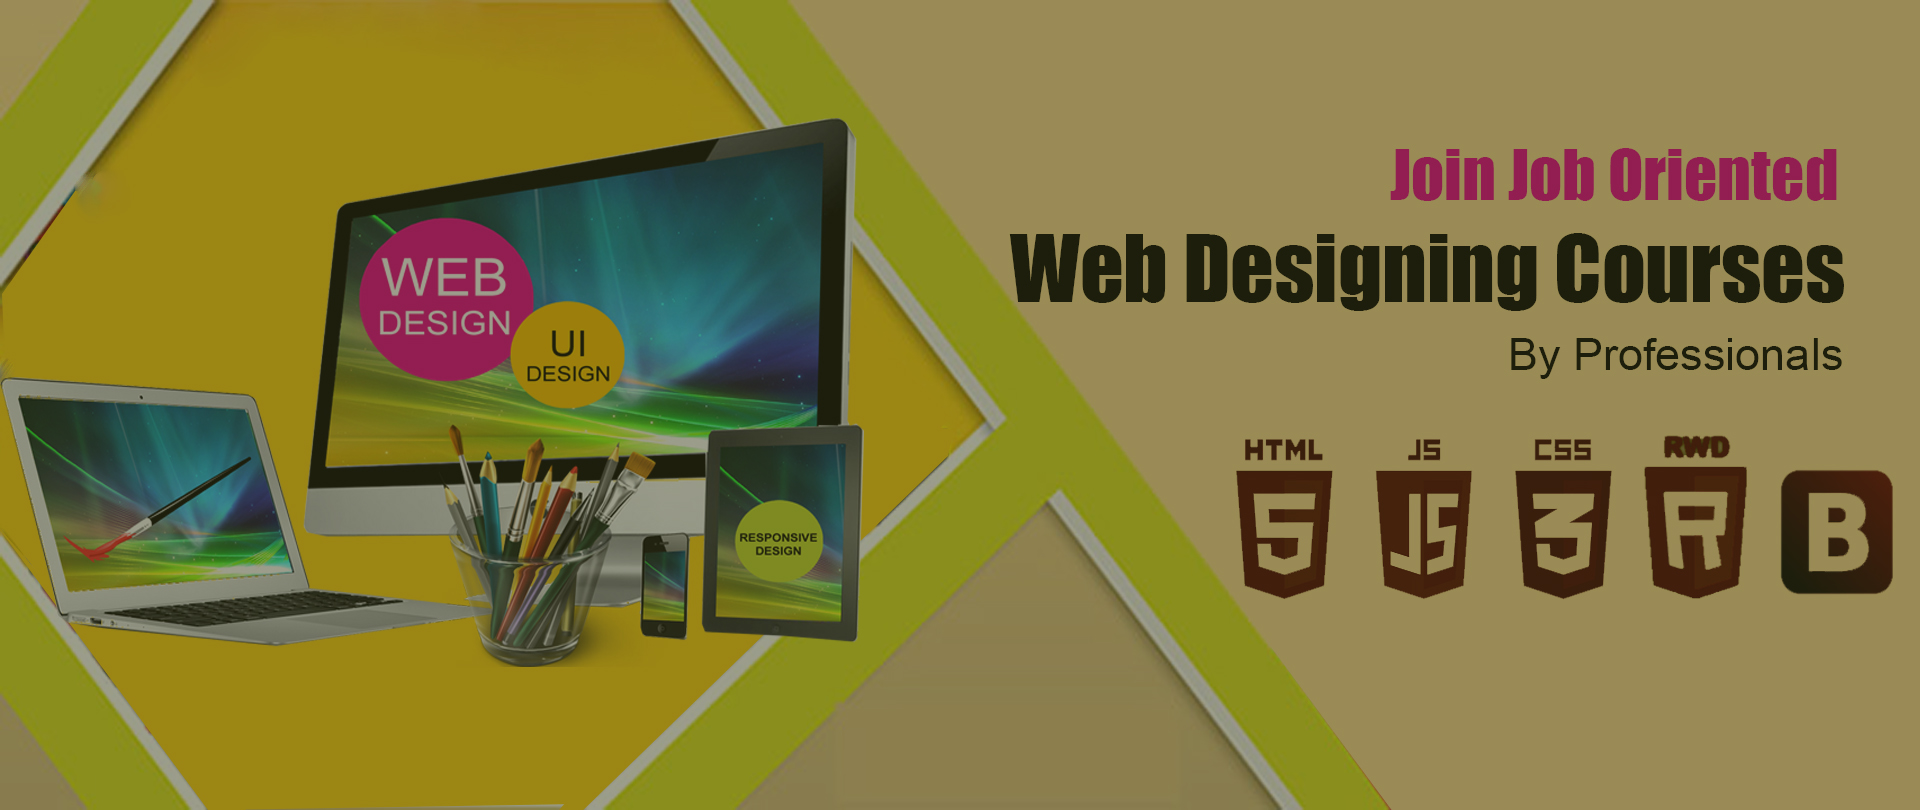 WEB
DESIGN
UI
DESIGN
RESPONSIVE
DESIGN
Join Job Oriented
Web Designing Courses
By Professionals
HTML
5
JS
JS
CSS
3
RWD
R
B